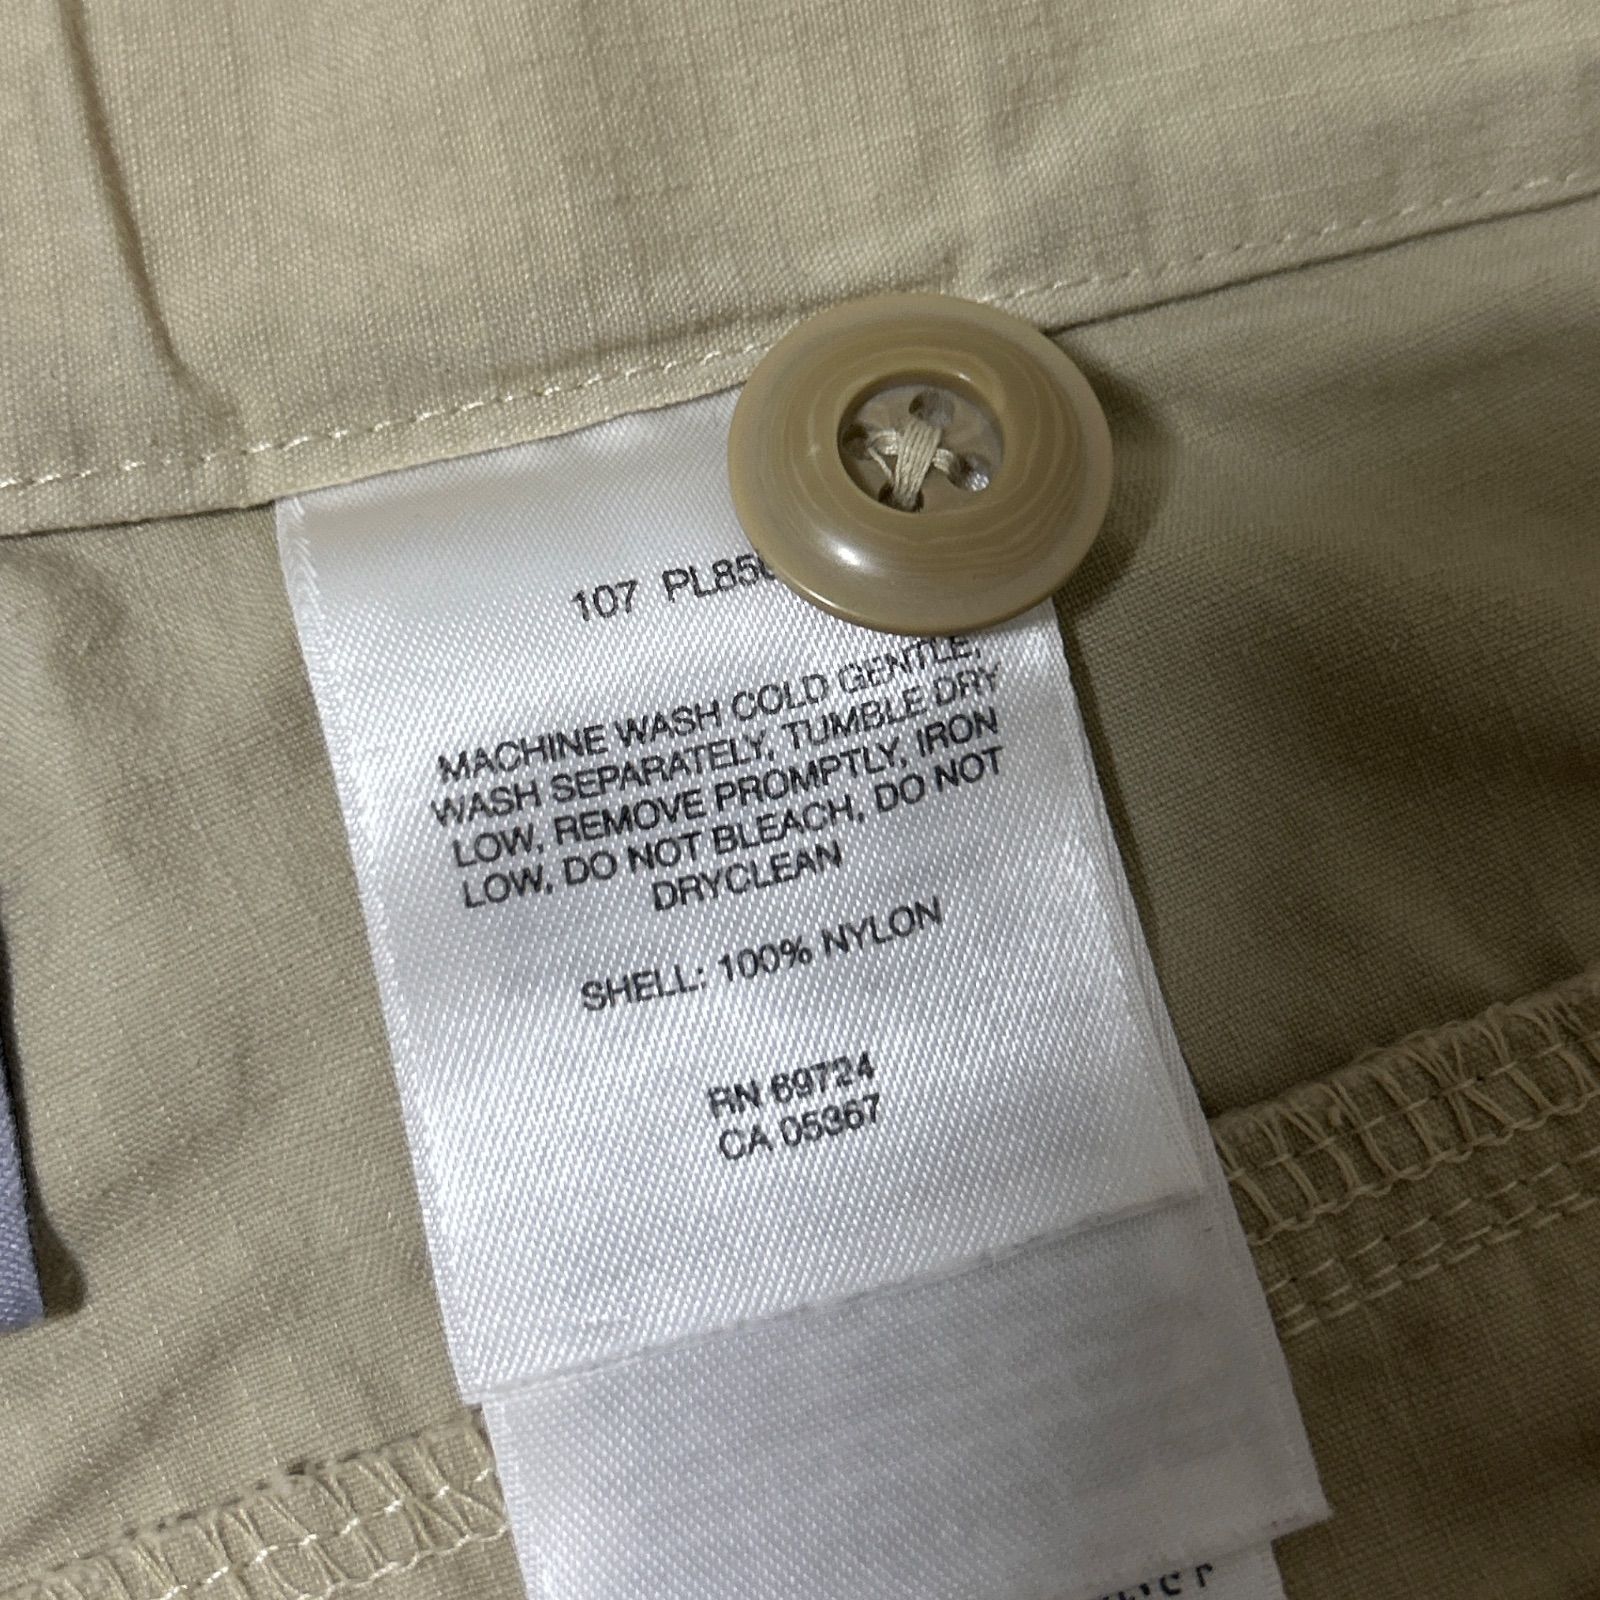 107 PL85
MACHINE WASH COLD GENTLE,
WASH SEPARATELY, TUMBLE DRY
LOW, REMOVE PROMPTLY, IRON
LOW, DO NOT BLEACH, DO NOT
DRYCLEAN
SHELL: 100% NYLON
RN 69724
CA 05367